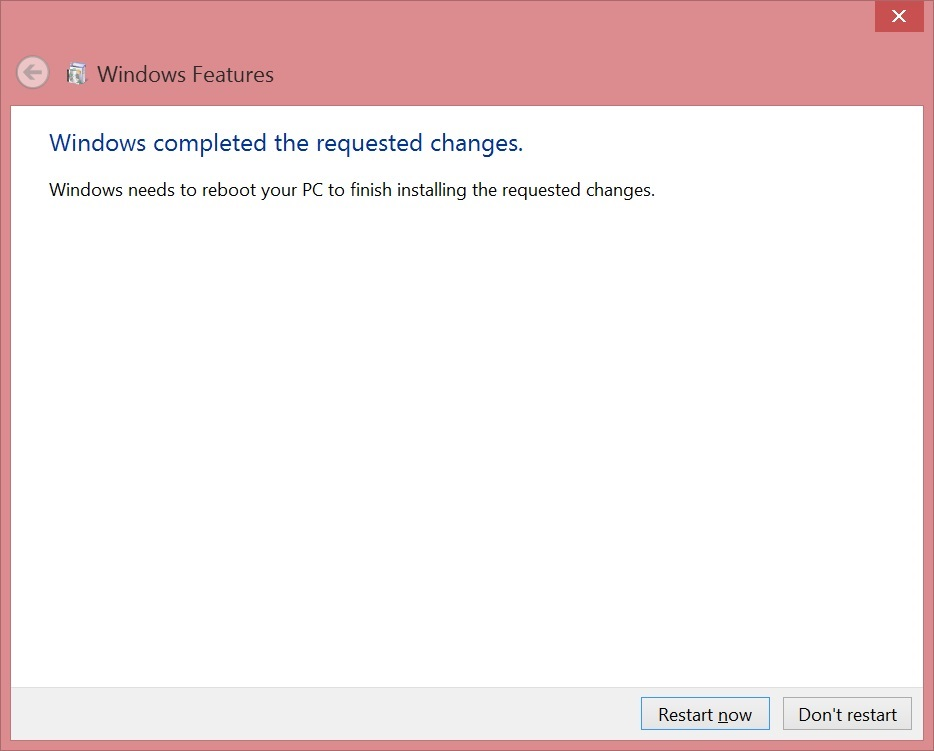 Windows Features
Windows completed the requested changes.
Windows needs to reboot your PC to finish installing the requested changes.
Restart now
Don't restart